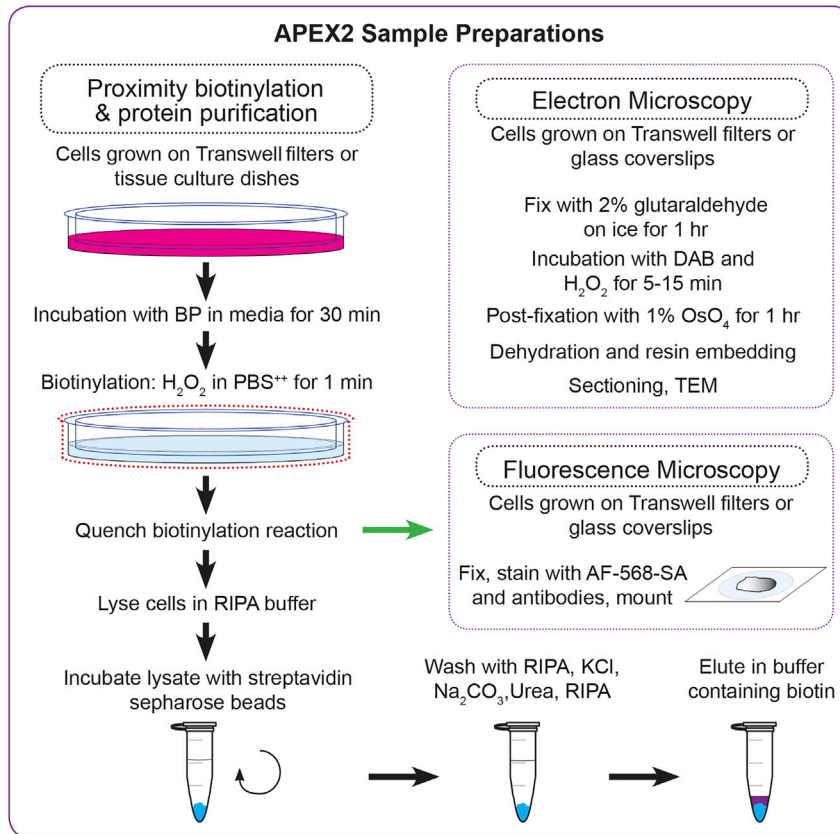 APEX2 Sample Preparations
Proximity biotinylation
& protein purification
Cells grown on Transwell filters or
tissue culture dishes
Incubation with BP in media for 30 min
Biotinylation: H₂O₂ in PBS⁺⁺ for 1 min
Quench biotinylation reaction
Lyse cells in RIPA buffer
Incubate lysate with streptavidin
sepharose beads
Electron Microscopy
Cells grown on Transwell filters or
glass coverslips
Fix with 2% glutaraldehyde
on ice for 1 hr
Incubation with DAB and
H₂O₂ for 5-15 min
Post-fixation with 1% OsO₄ for 1 hr
Dehydration and resin embedding
Sectioning, TEM
Fluorescence Microscopy
Cells grown on Transwell filters or
glass coverslips
Fix, stain with AF-568-SA
and antibodies, mount
Wash with RIPA, KCl,
Na₂CO₃,Urea, RIPA
Elute in buffer
containing biotin